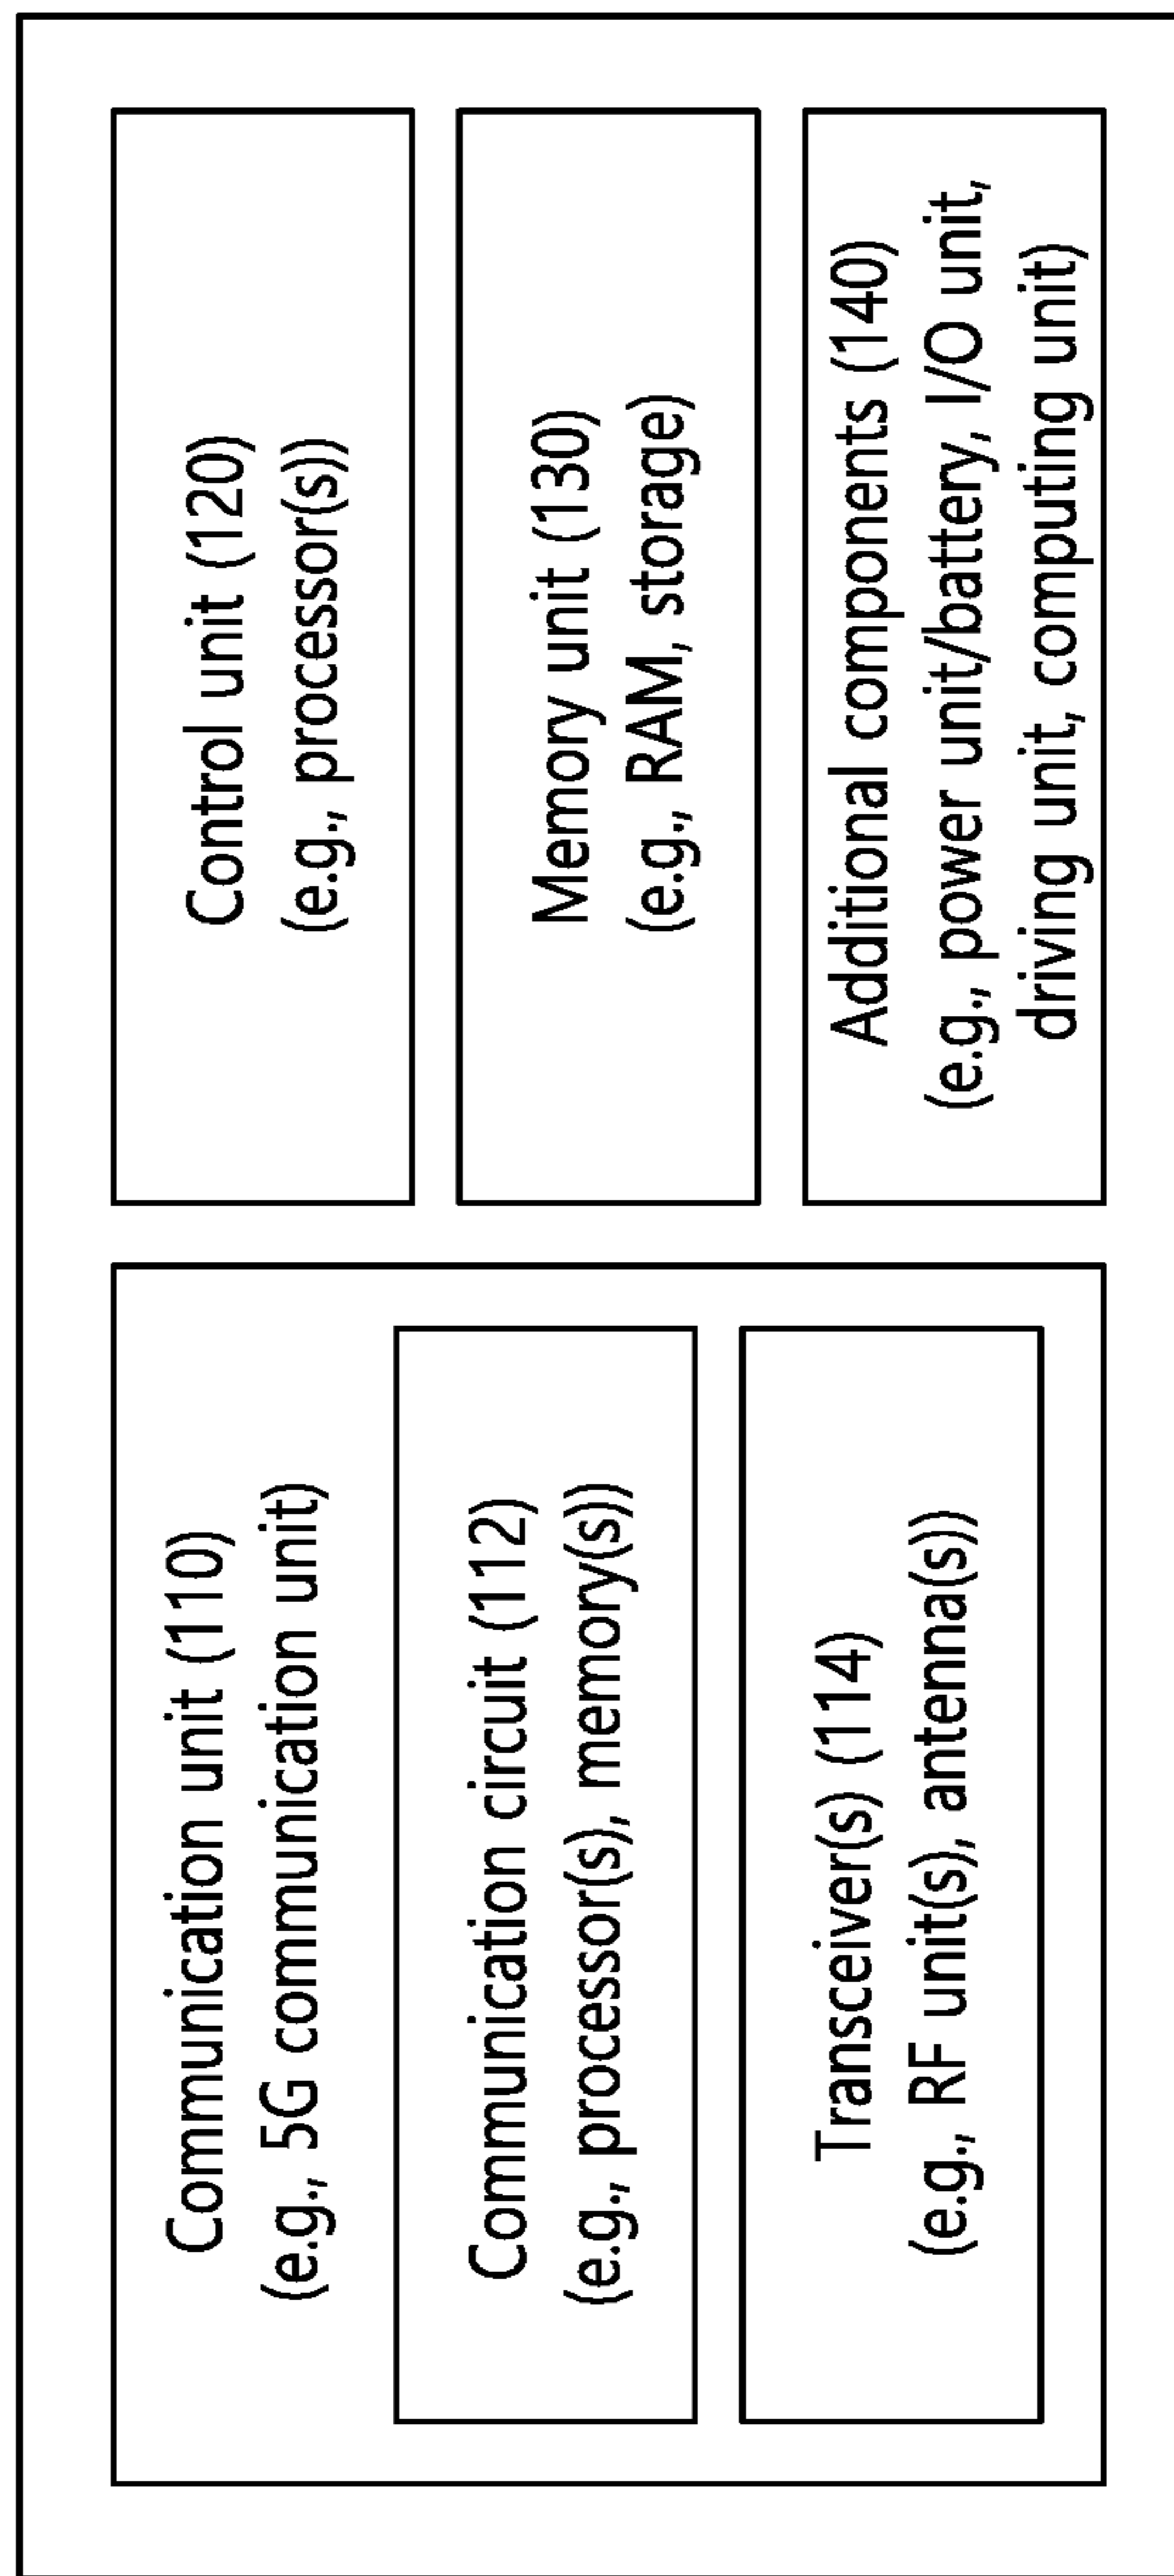 Communication unit (110)
(e.g., 5G communication unit)
Communication circuit (112)
(e.g., processor(s), memory(s))
Transceiver(s) (114)
(e.g., RF unit(s), antenna(s))
Control unit (120)
(e.g., processor(s))
Memory unit (130)
(e.g., RAM, storage)
Additional components (140)
(e.g., power unit/battery, I/O unit,
driving unit, computing unit)